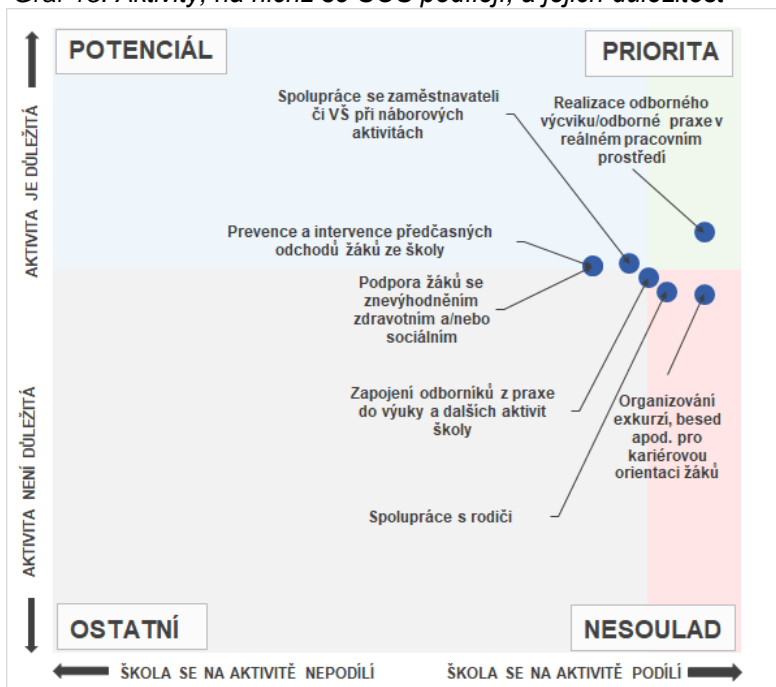 Graf 18: Aktivity, na nichž se SOŠ podílejí, a jejich důležitost
POTENCIÁL
PRIORITA
Spolupráce se zaměstnavateli
či VŠ při náborových
aktivitách
Realizace odborného
výcviku/odborné praxe v
reálném pracovním
prostředí
AKTIVITA JE DŮLEŽITÁ
Prevence a intervence předčasných
odchodů žáků ze školy
Podpora žáků se
znevýhodněním
zdravotním a/nebo
sociálním
Zapojení odborníků z praxe
do výuky a dalších aktivit
školy
Organizování
exkurzí, besed
apod. pro
kariérovou
orientaci žáků
AKTIVITA NENÍ DŮLEŽITÁ
Spolupráce s rodiči
OSTATNÍ
NESOULAD
ŠKOLA SE NA AKTIVITĚ NEPODÍLÍ
ŠKOLA SE NA AKTIVITĚ PODÍLÍ